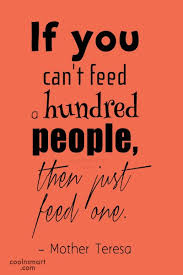 If you
can't feed
a hundred
people,
then just
feed one.
- Mother Teresa
coolnsmart.com